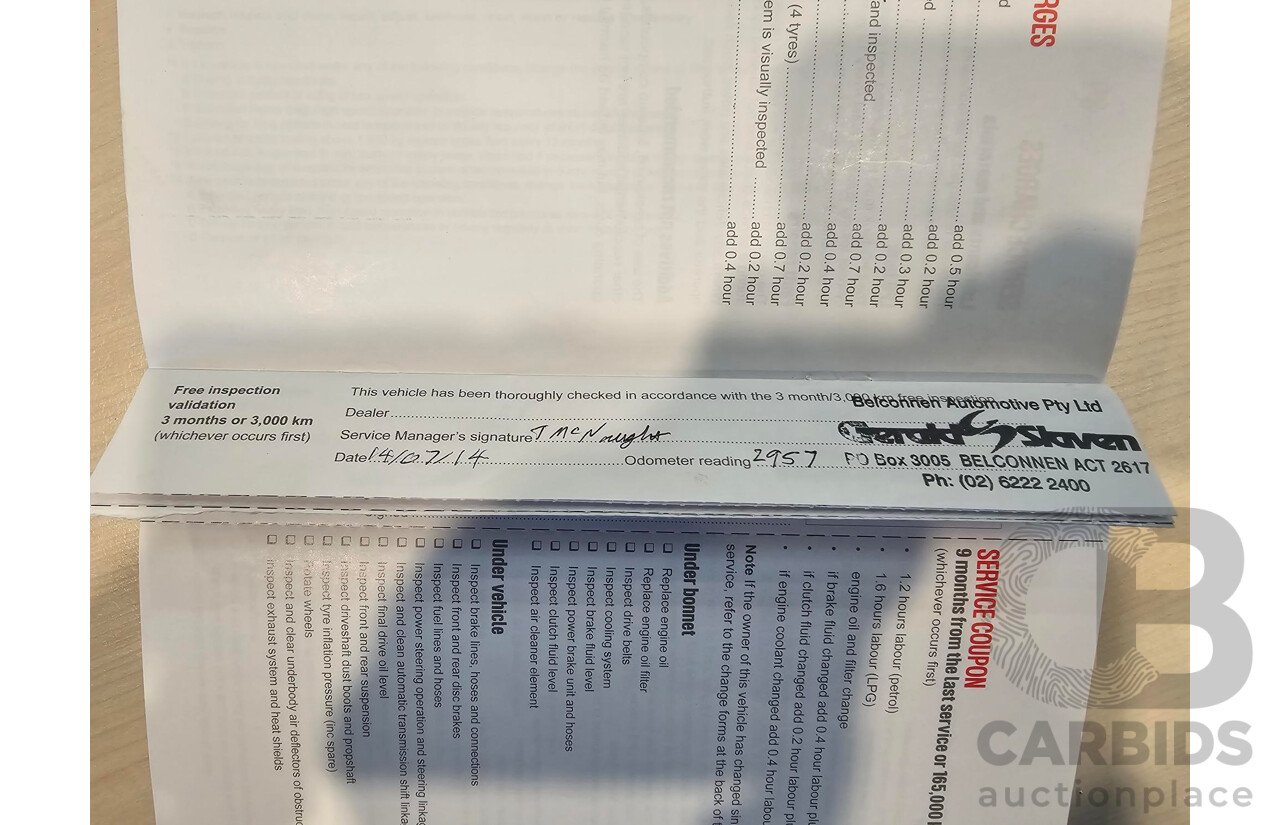 RGES
d
add 0.5 hour
ed
add 0.2 hour
add 0.3 hour
and inspected
add 0.2 hour
add 0.7 hour
add 0.4 hour
(4 tyres)
add 0.2 hour
add 0.7 hour
em is visually inspected
add 0.2 hour
add 0.4 hour
Free inspection
validation
3 months or 3,000 km
(whichever occurs first)
This vehicle has been thoroughly checked in accordance with the 3 month/3,000 km free inspection
Dealer
Service Manager's signature T McNaught
Date 14/07/14 Odometer reading 2957
Belconnen Automotive Pty Ltd
Gerald Slaven
PO Box 3005 BELCONNEN ACT 2617
Ph: (02) 6222 2400
SERVICE COUPON
9 months from the last service or 165,000
(whichever occurs first)
• 1.2 hours labour (petrol)
• 1.6 hours labour (LPG)
engine oil and filter change
• if brake fluid changed add 0.4 hour labour pl
• if clutch fluid changed add 0.2 hour labour pl
• if engine coolant changed add 0.4 hour labou
Note If the owner of this vehicle has changed sin
service, refer to the change forms at the back of t
Under bonnet
❑ Replace engine oil
❑ Replace engine oil filter
❑ Inspect drive belts
❑ Inspect cooling system
❑ Inspect brake fluid level
❑ Inspect power brake unit and hoses
❑ Inspect clutch fluid level
❑ Inspect air cleaner element
Under vehicle
❑ Inspect brake lines, hoses and connections
❑ Inspect front and rear disc brakes
❑ Inspect fuel lines and hoses
❑ Inspect power steering operation and steering linkag
❑ Inspect and clean automatic transmission shift linka
❑ Inspect final drive oil level
❑ Inspect front and rear suspension
❑ Inspect driveshaft dust boots and propshaft
❑ Inspect tyre inflation pressure (inc spare)
❑ Rotate wheels
❑ Inspect and clear underbody air deflectors of obstruc
❑ Inspect exhaust system and heat shields
CARBIDS
auctionplace